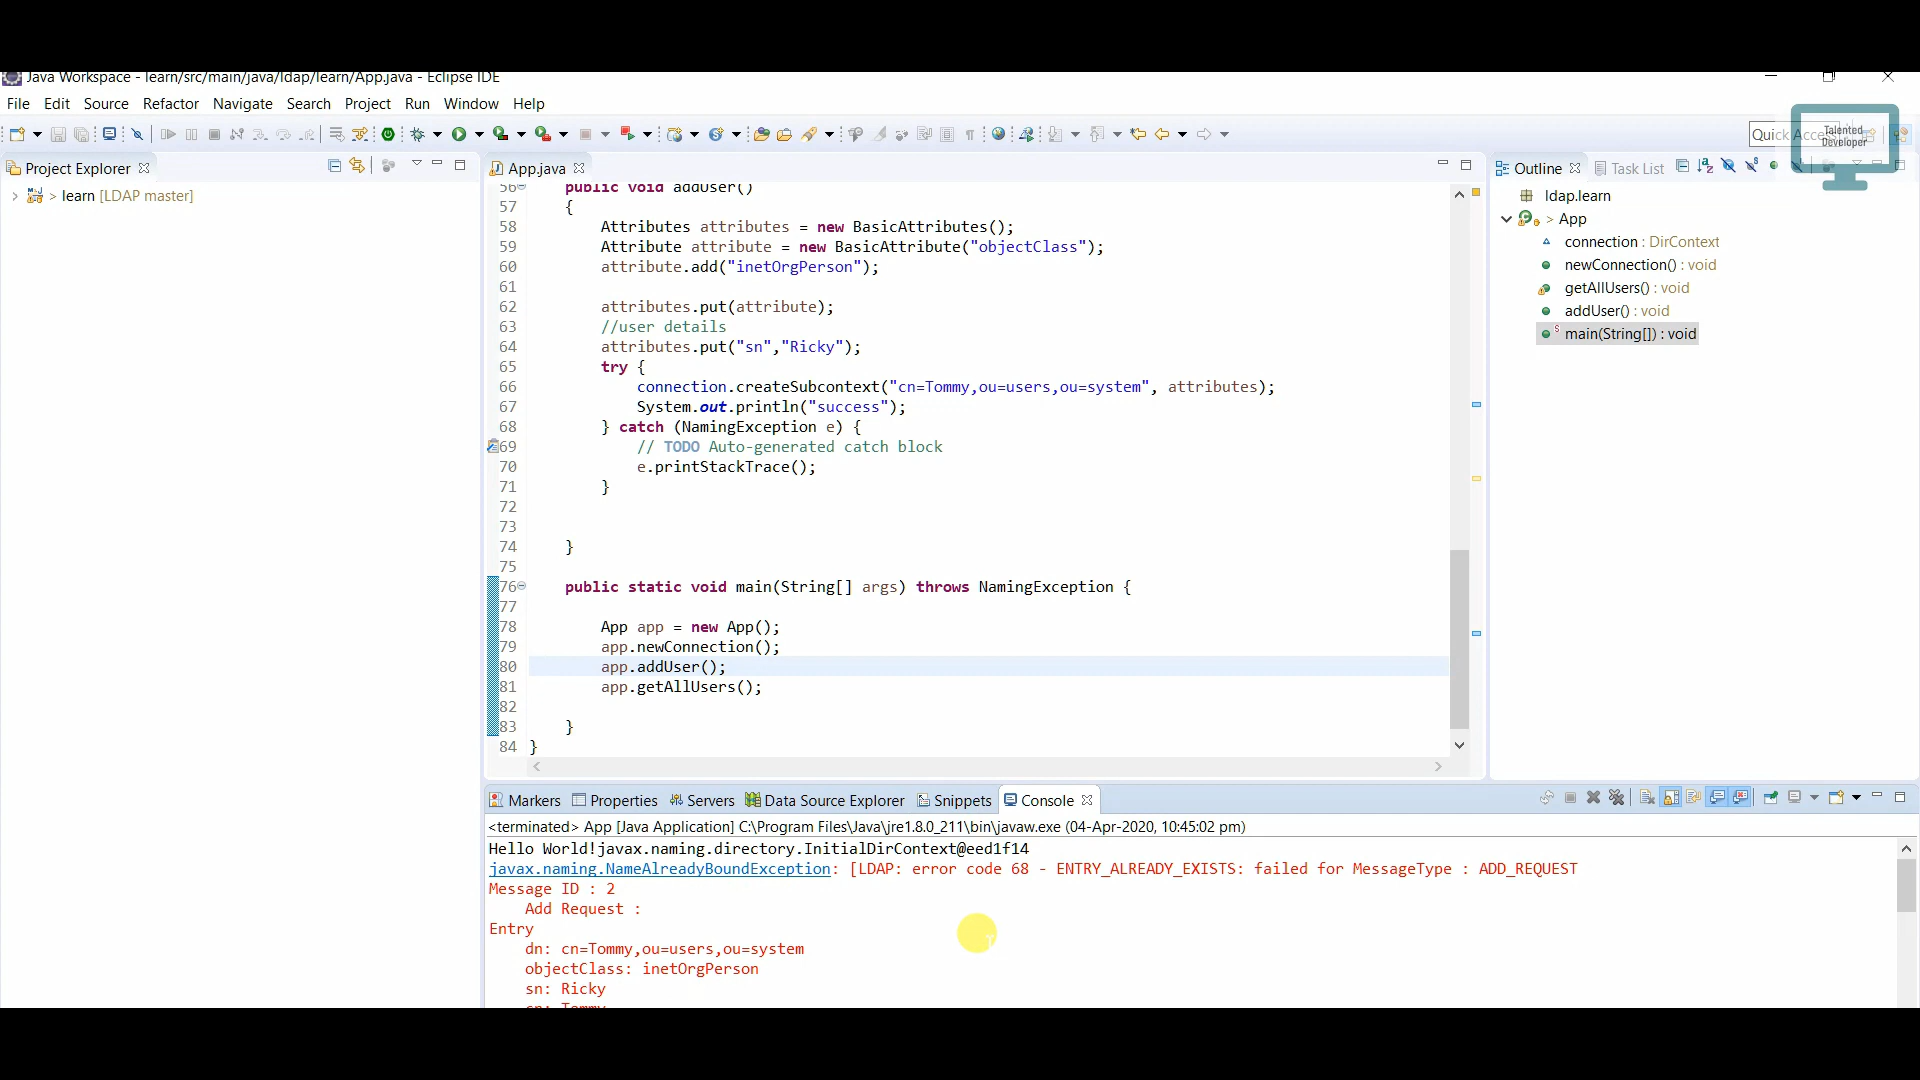 Java Workspace - learn/src/main/java/ldap/learn/App.java - Eclipse IDE
File Edit Source Refactor Navigate Search Project Run Window Help
Quick Access
Talented
Developer
Project Explorer
learn [LDAP master]
App.java
56 public void adduser()
57 {
58 Attributes attributes = new BasicAttributes();
59 Attribute attribute = new BasicAttribute("objectClass");
60 attribute.add("inetOrgPerson");
61
62 attributes.put(attribute);
63 //user details
64 attributes.put("sn","Ricky");
65 try {
66 connection.createSubcontext("cn=Tommy,ou=users,ou=system", attributes);
67 System.out.println("success");
68 } catch (NamingException e) {
69 // TODO Auto-generated catch block
70 e.printStackTrace();
71 }
72
73
74 }
75
76 public static void main(String[] args) throws NamingException {
77
78 App app = new App();
79 app.newConnection();
80 app.addUser();
81 app.getAllUsers();
82
83 }
84 }
Outline Task List
ldap.learn
> App
connection : DirContext
newConnection() : void
getAllUsers() : void
addUser() : void
main(String[]) : void
Markers Properties Servers Data Source Explorer Snippets Console
<terminated> App [Java Application] C:\Program Files\Java\jre1.8.0_211\bin\javaw.exe (04-Apr-2020, 10:45:02 pm)
Hello World!javax.naming.directory.InitialDirContext@eed1f14
javax.naming.NameAlreadyBoundException: [LDAP: error code 68 - ENTRY_ALREADY_EXISTS: failed for MessageType : ADD_REQUEST
Message ID : 2
Add Request :
Entry
dn: cn=Tommy,ou=users,ou=system
objectClass: inetOrgPerson
sn: Ricky